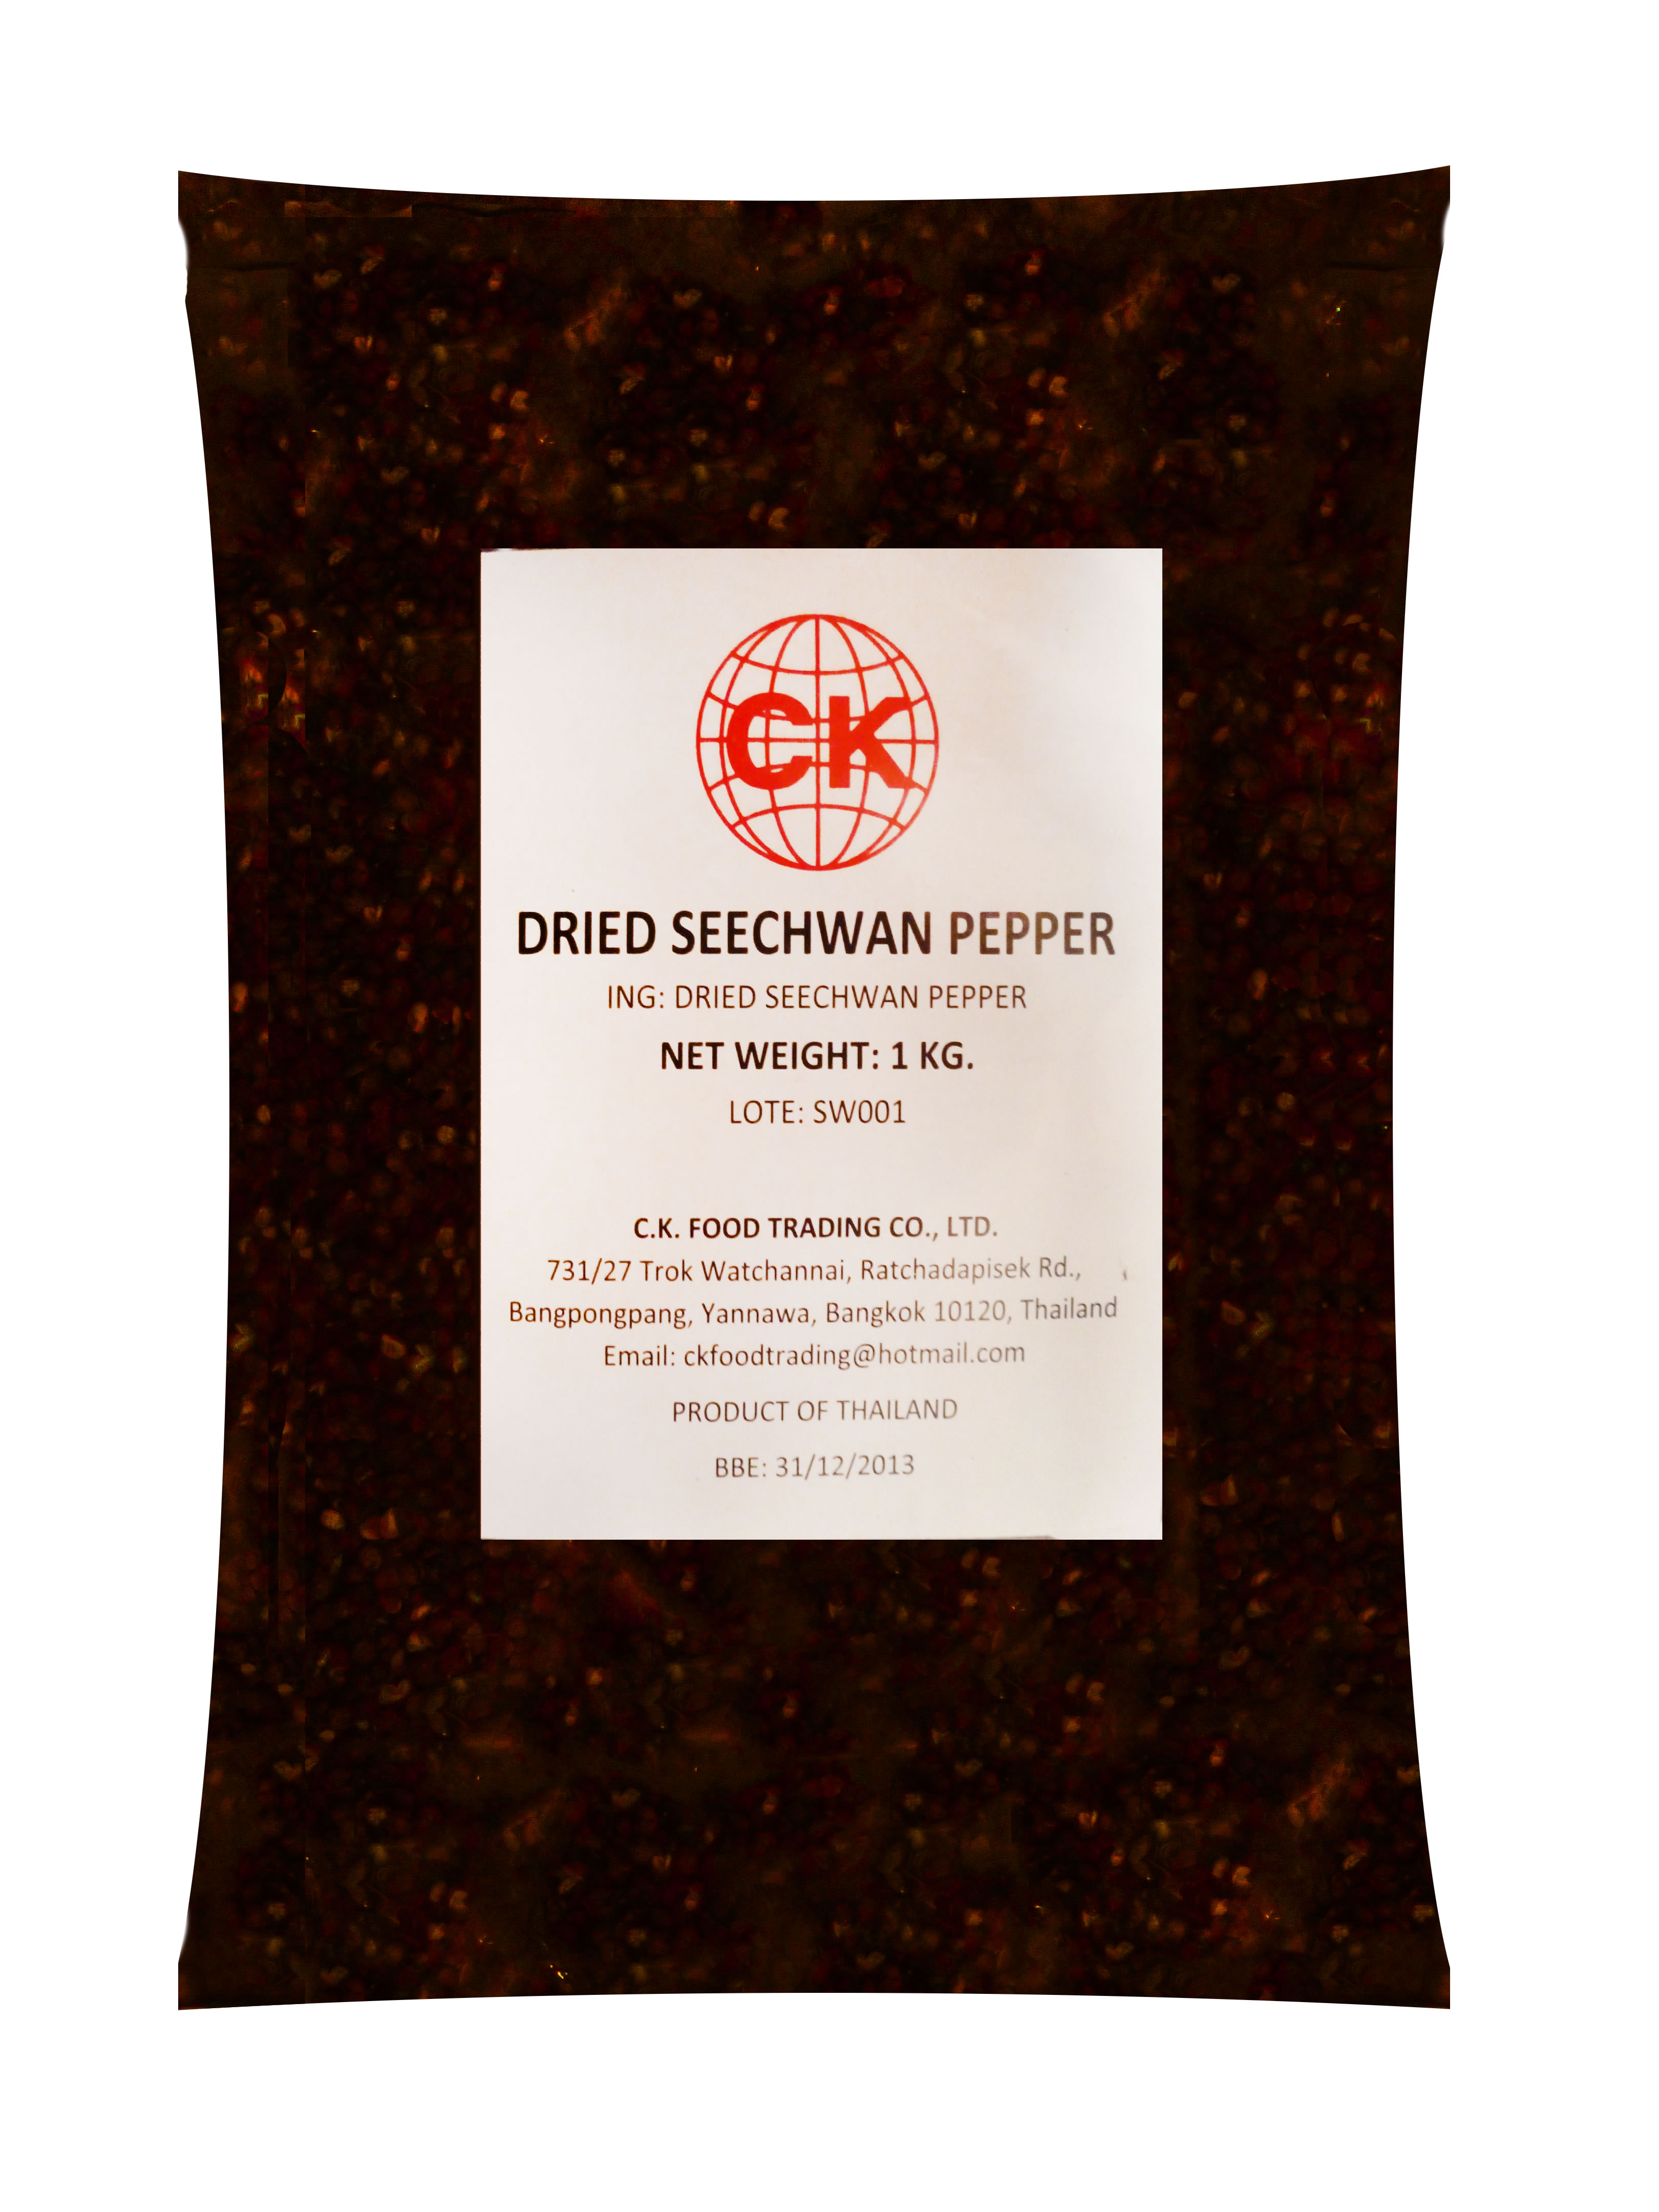 CK
DRIED SEECHWAN PEPPER
ING: DRIED SEECHWAN PEPPER
NET WEIGHT: 1 KG.
LOTE: SW001
C.K. FOOD TRADING CO., LTD.
731/27 Trok Watchannai, Ratchadapisek Rd.,
Bangpongpang, Yannawa, Bangkok 10120, Thailand
Email: ckfoodtrading@hotmail.com
PRODUCT OF THAILAND
BBE: 31/12/2013